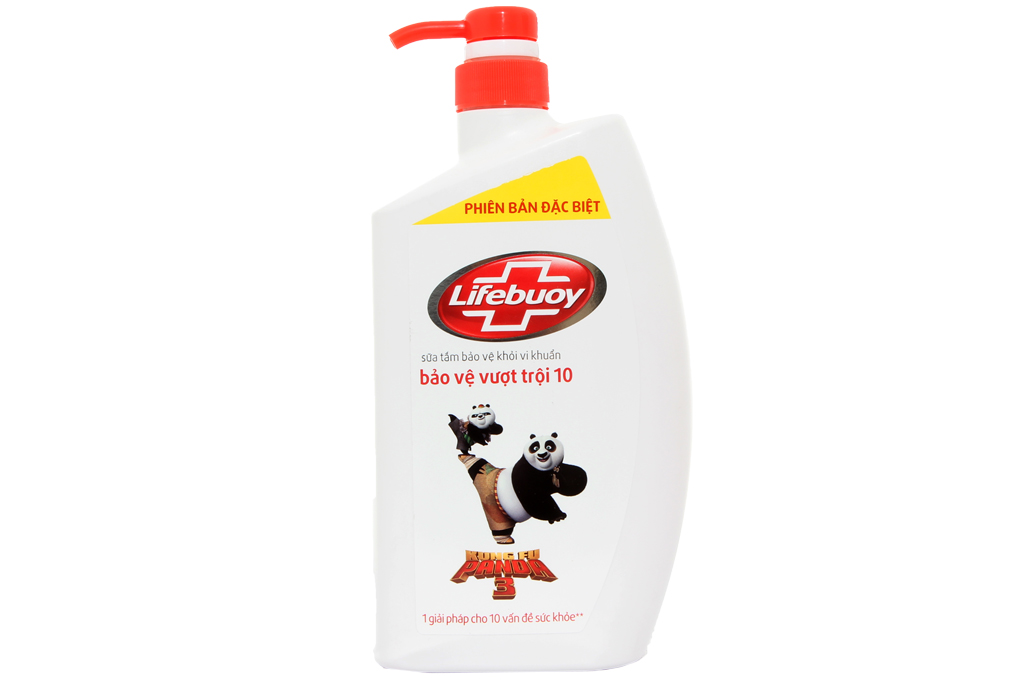 PHIÊN BẢN ĐẶC BIỆT
Lifebuoy
sữa tắm bảo vệ khỏi vi khuẩn
bảo vệ vượt trội 10
KUNG FU
PANDA
3
1 giải pháp cho 10 vấn đề sức khỏe**